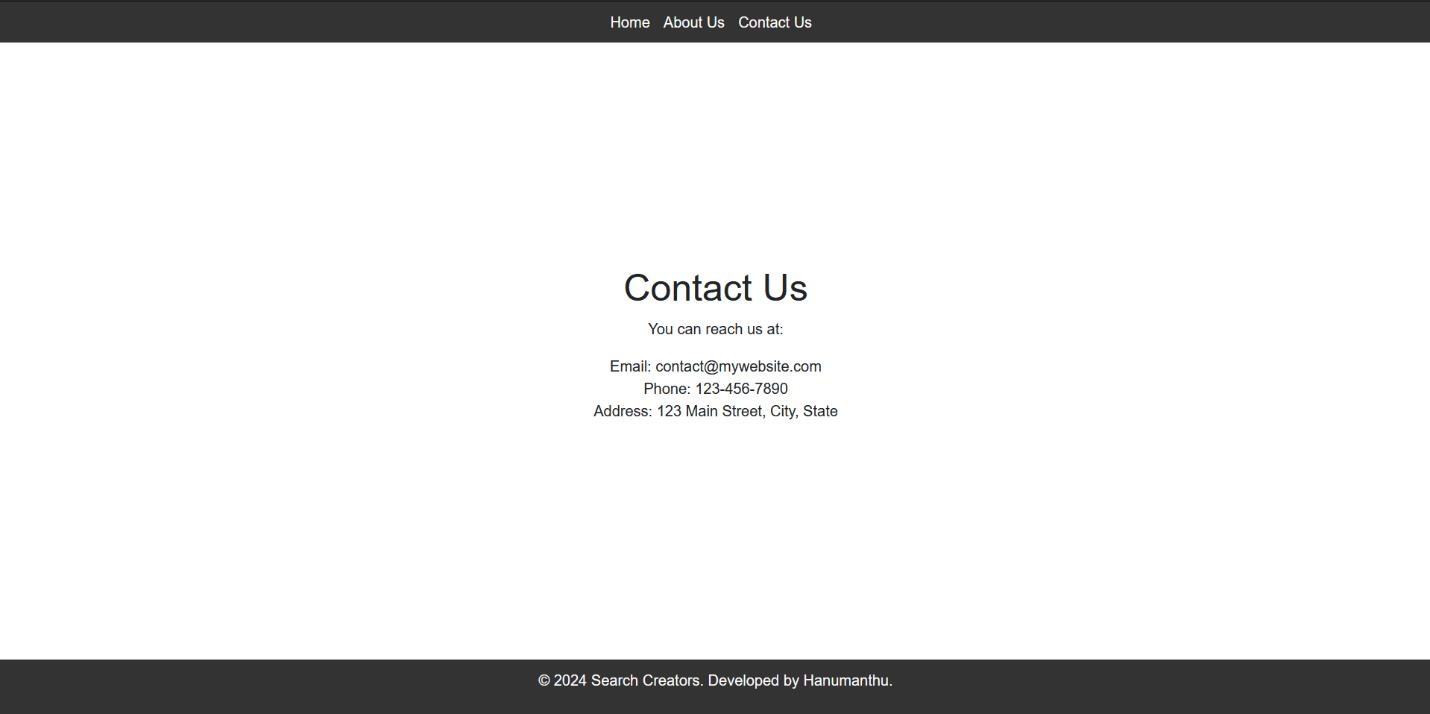 Home About Us Contact Us
Contact Us
You can reach us at:
Email: contact@mywebsite.com
Phone: 123-456-7890
Address: 123 Main Street, City, State
© 2024 Search Creators. Developed by Hanumanthu.